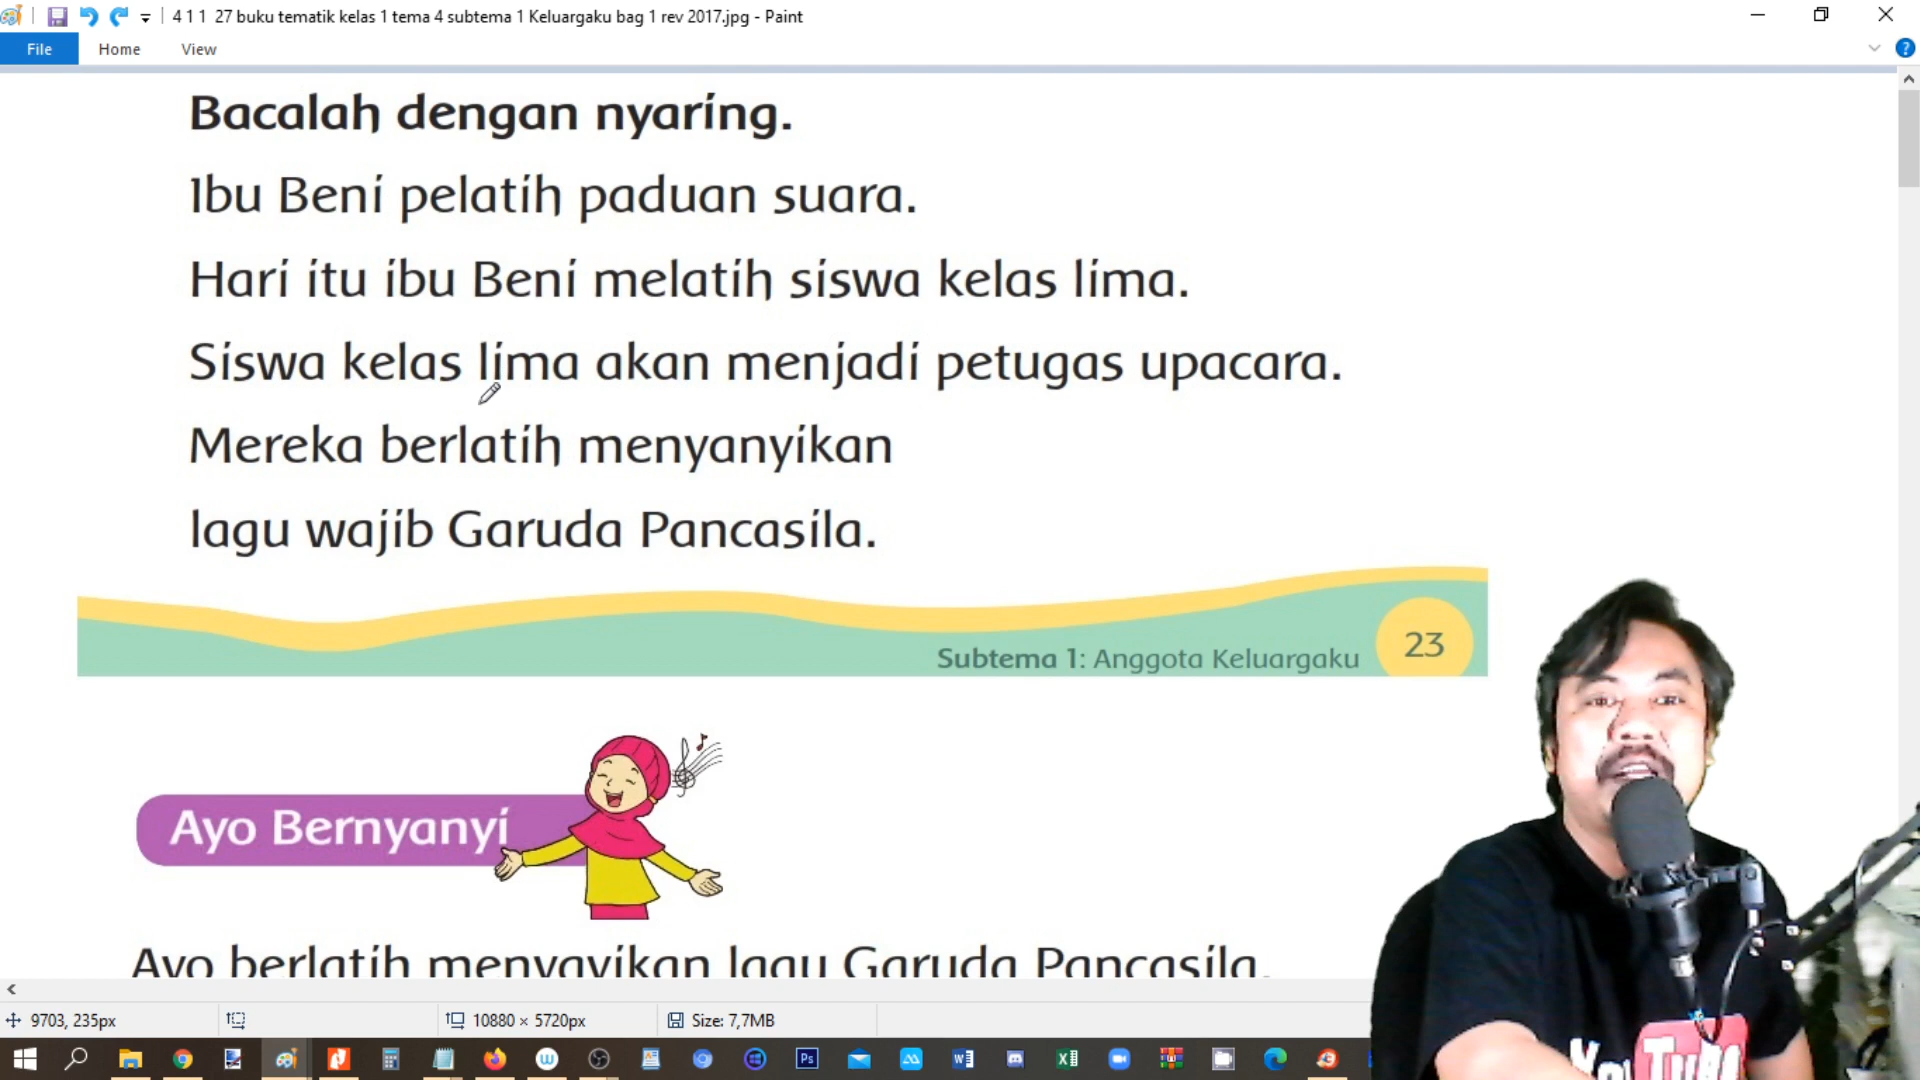 4 1 1  27 buku tematik kelas 1 tema 4 subtema 1 Keluargaku bag 1 rev 2017.jpg - Paint
File Home View
Bacalah dengan nyaring.
Ibu Beni pelatih paduan suara.
Hari itu ibu Beni melatih siswa kelas lima.
Siswa kelas lima akan menjadi petugas upacara.
Mereka berlatih menyanyikan
lagu wajib Garuda Pancasila.
Subtema 1: Anggota Keluargaku 23
Ayo Bernyanyi
Ayo berlatih menyayikan lagu Garuda Pancasila.
9703, 235px 10880 × 5720px Size: 7,7MB
Ps
YouTube